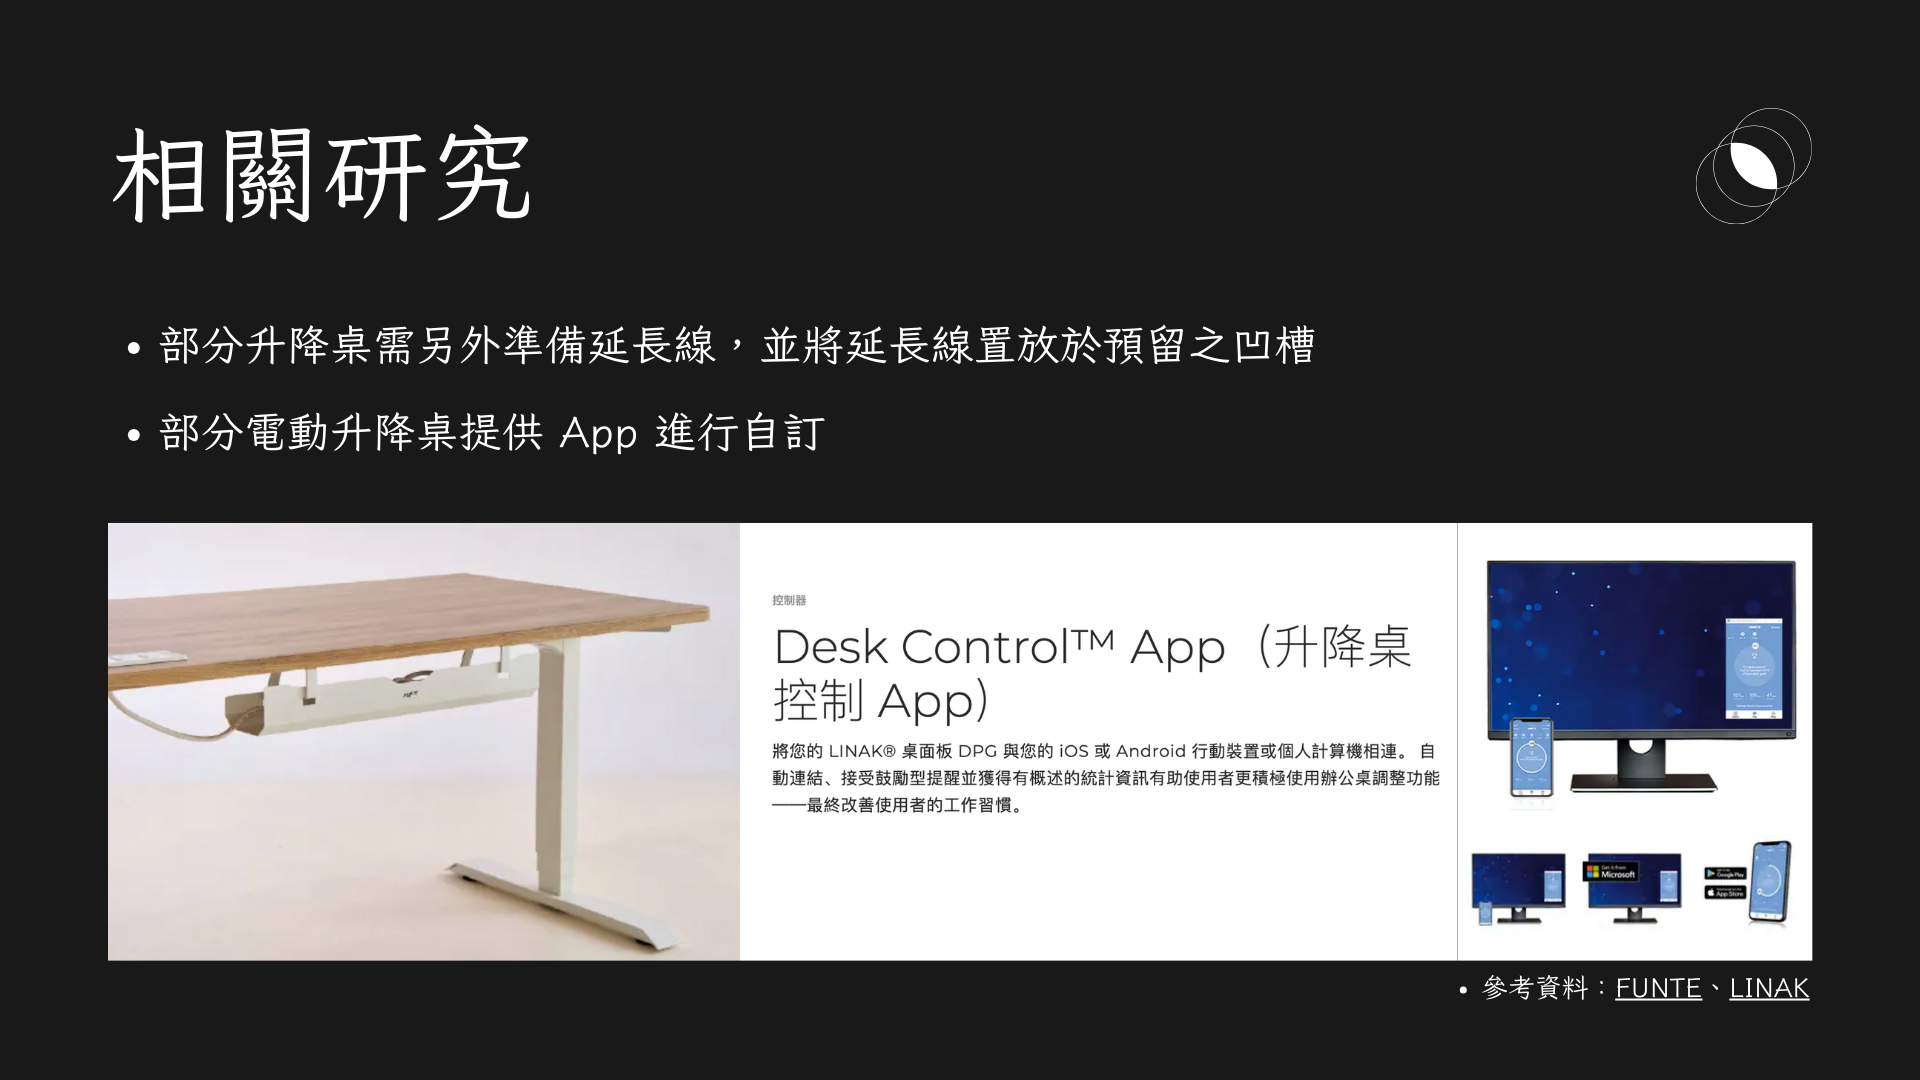 相關研究
部分升降桌需另外準備延長線，並將延長線置放於預留之凹槽
部分電動升降桌提供 App 進行自訂
控制器
Desk Control™ App（升降桌
控制 App）
將您的 LINAK® 桌面板 DPG 與您的 iOS 或 Android 行動裝置或個人計算機相連。 自
動連結、接受鼓勵型提醒並獲得有概述的統計資訊有助使用者更積極使用辦公桌調整功能
——最終改善使用者的工作習慣。
Microsoft
Google Play
App Store
參考資料：FUNTE、LINAK